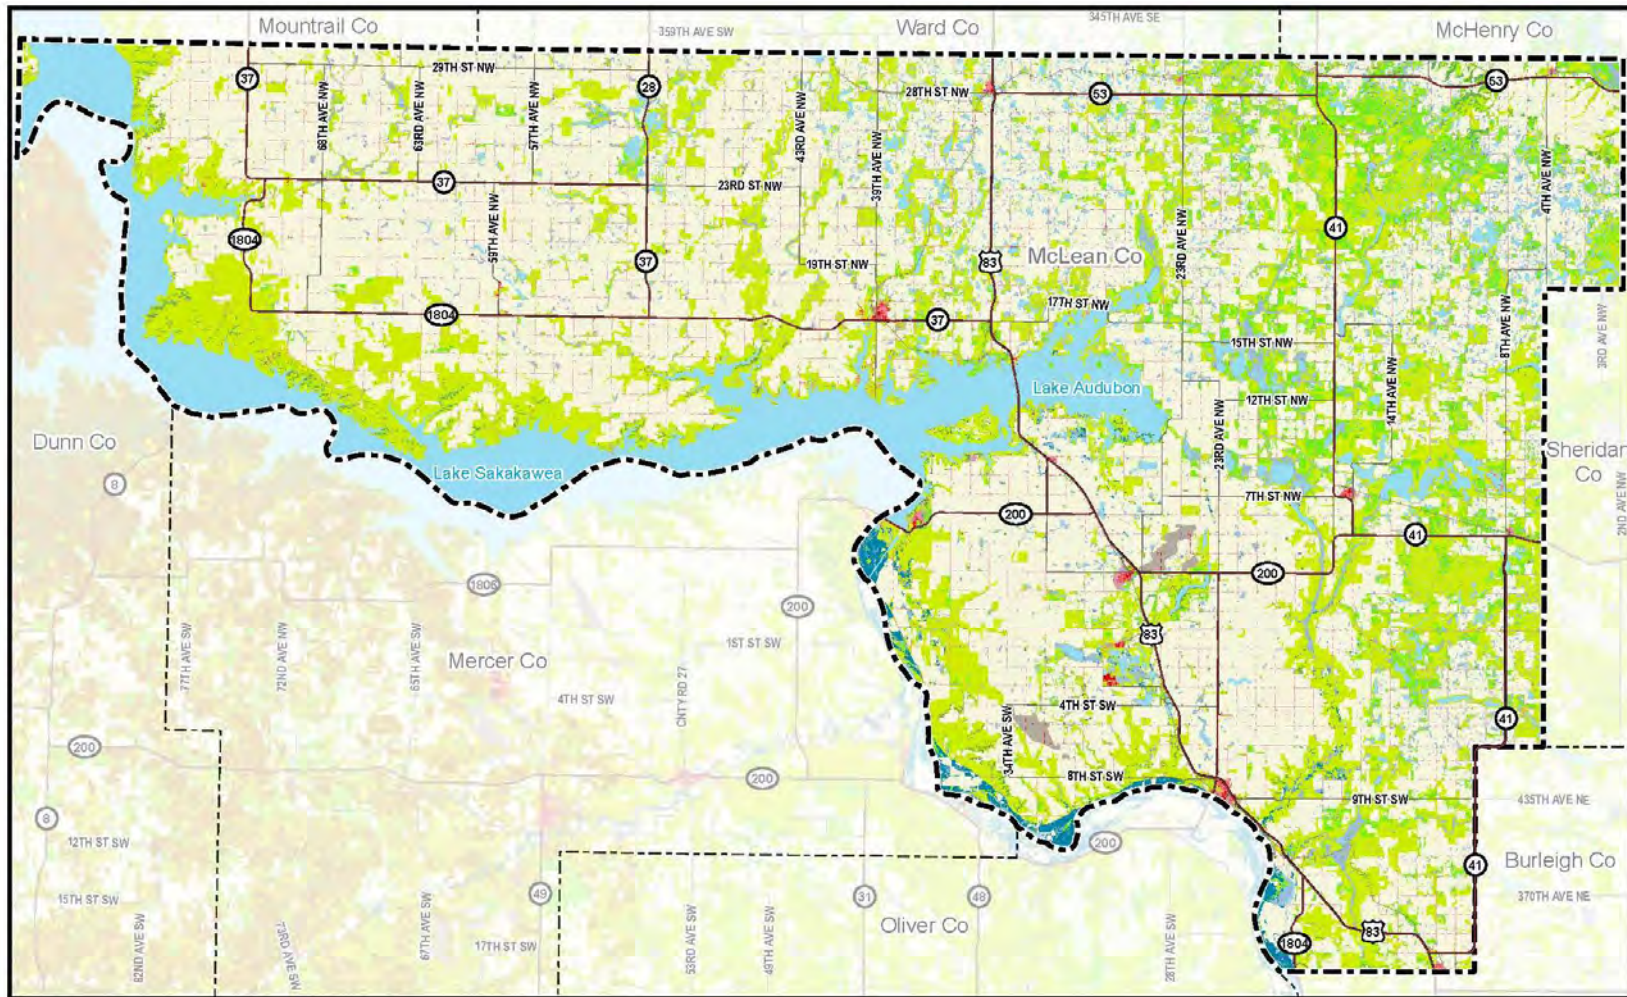 Mountrail Co
359TH AVE SW
Ward Co
345TH AVE SE
McHenry Co
37
29TH ST NW
28
28TH ST NW
53
53
68TH AVE NW
63RD AVE NW
57TH AVE NW
43RD AVE NW
39TH AVE NW
4TH AVE NW
37
23RD ST NW
1804
59TH AVE NW
37
19TH ST NW
83
McLean Co
23RD AVE NW
41
1804
37
17TH ST NW
8TH AVE NW
3RD AVE NW
15TH ST NW
Lake Audubon
12TH ST NW
14TH AVE NW
Dunn Co
23RD AVE NW
Sheridan
Co
8
Lake Sakakawea
7TH ST NW
2ND AVE NW
200
41
1806
200
200
77TH AVE SW
72ND AVE NW
65TH AVE SW
Mercer Co
1ST ST SW
83
4TH ST SW
CNTY RD 27
34TH AVE SW
4TH ST SW
41
200
200
8TH ST SW
9TH ST SW
435TH AVE NE
8
12TH ST SW
200
41
Burleigh Co
15TH ST SW
49
31
48
370TH AVE NE
Oliver Co
82ND AVE SW
73RD AVE SW
67TH AVE SW
17TH ST SW
53RD AVE SW
49TH AVE SW
28TH AVE SW
1804
83